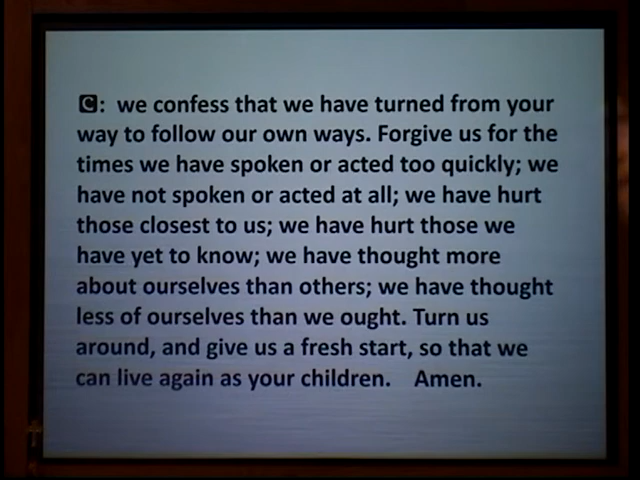 C: we confess that we have turned from your
way to follow our own ways. Forgive us for the
times we have spoken or acted too quickly; we
have not spoken or acted at all; we have hurt
those closest to us; we have hurt those we
have yet to know; we have thought more
about ourselves than others; we have thought
less of ourselves than we ought. Turn us
around, and give us a fresh start, so that we
can live again as your children. Amen.